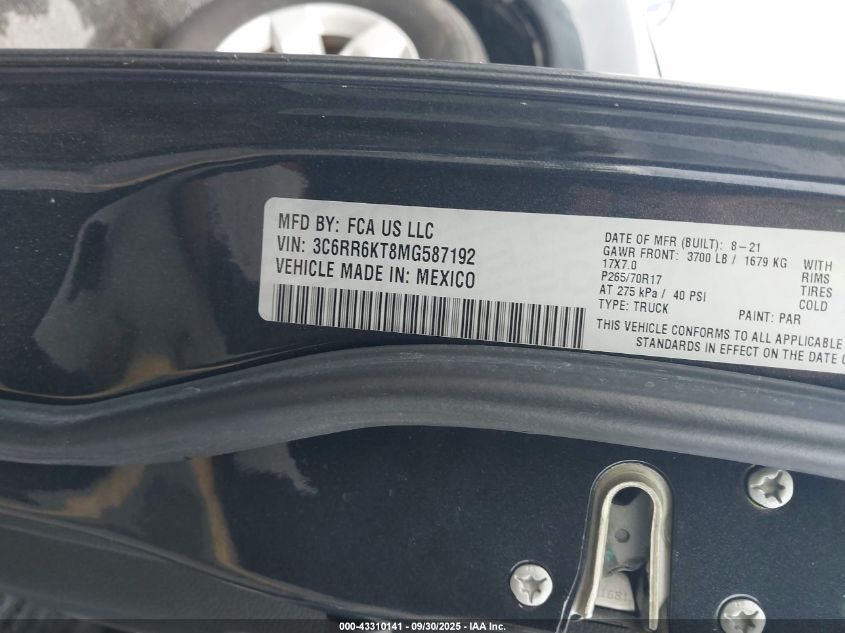 MFD BY: FCA US LLC
VIN: 3C6RR6KT8MG587192
VEHICLE MADE IN: MEXICO
DATE OF MFR (BUILT): 8-21
GAWR FRONT: 3700 LB / 1679 KG WITH
17X7.0 RIMS
P265/70R17 TIRES
AT 275 kPa / 40 PSI COLD
TYPE: TRUCK PAINT: PAR
THIS VEHICLE CONFORMS TO ALL APPLICABLE
STANDARDS IN EFFECT ON THE DATE
000-43310141 - 09/30/2025 - IAA Inc.